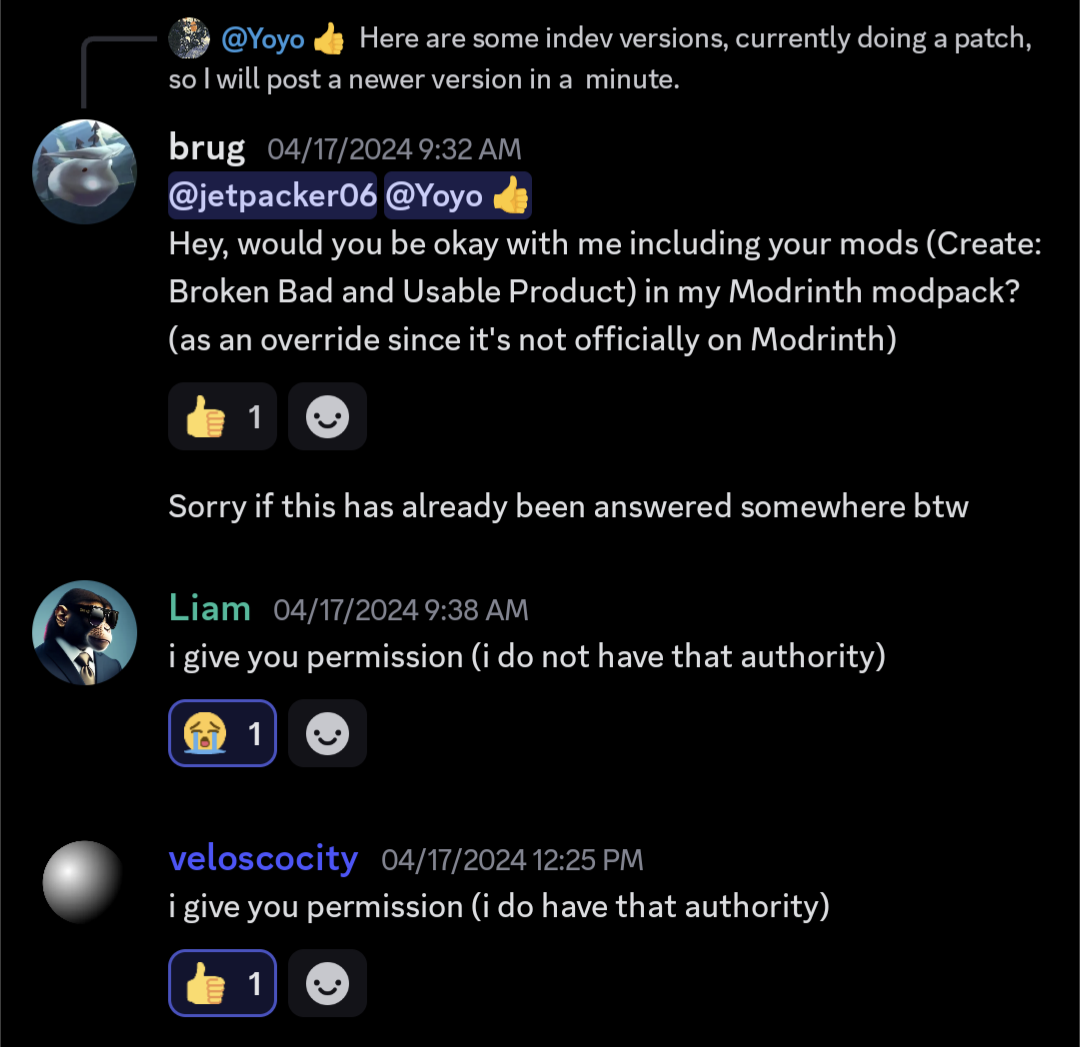 @Yoyo 👍 Here are some indev versions, currently doing a patch,
so I will post a newer version in a  minute.
brug 04/17/2024 9:32 AM
@jetpacker06 @Yoyo 👍
Hey, would you be okay with me including your mods (Create:
Broken Bad and Usable Product) in my Modrinth modpack?
(as an override since it's not officially on Modrinth)
👍 1
Sorry if this has already been answered somewhere btw
Liam 04/17/2024 9:38 AM
i give you permission (i do not have that authority)
😭 1
veloscocity 04/17/2024 12:25 PM
i give you permission (i do have that authority)
👍 1